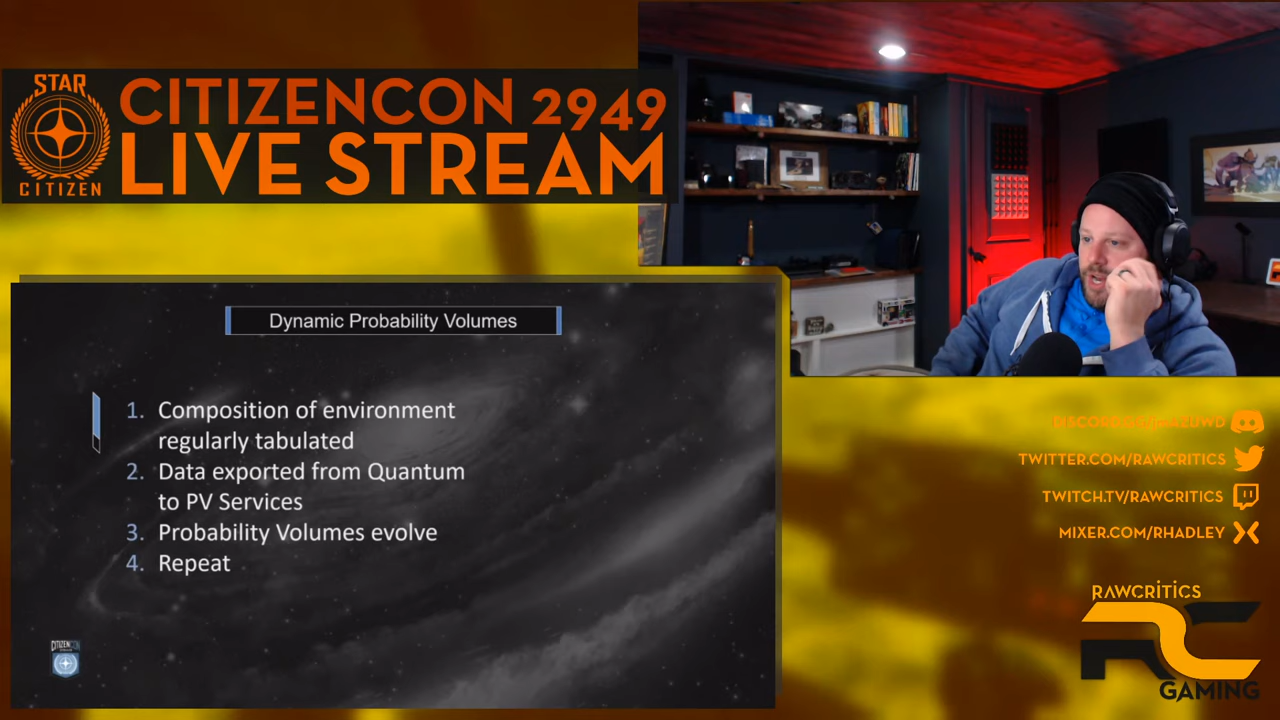 STAR
CITIZEN
CITIZENCON 2949
LIVE STREAM
Dynamic Probability Volumes
1. Composition of environment
regularly tabulated
2. Data exported from Quantum
to PV Services
3. Probability Volumes evolve
4. Repeat
CITIZENCON
TWITTER.COM/RAWCRITICS
TWITCH.TV/RAWCRITICS
MIXER.COM/RHADLEY
RAWCRITICS
RC
GAMING